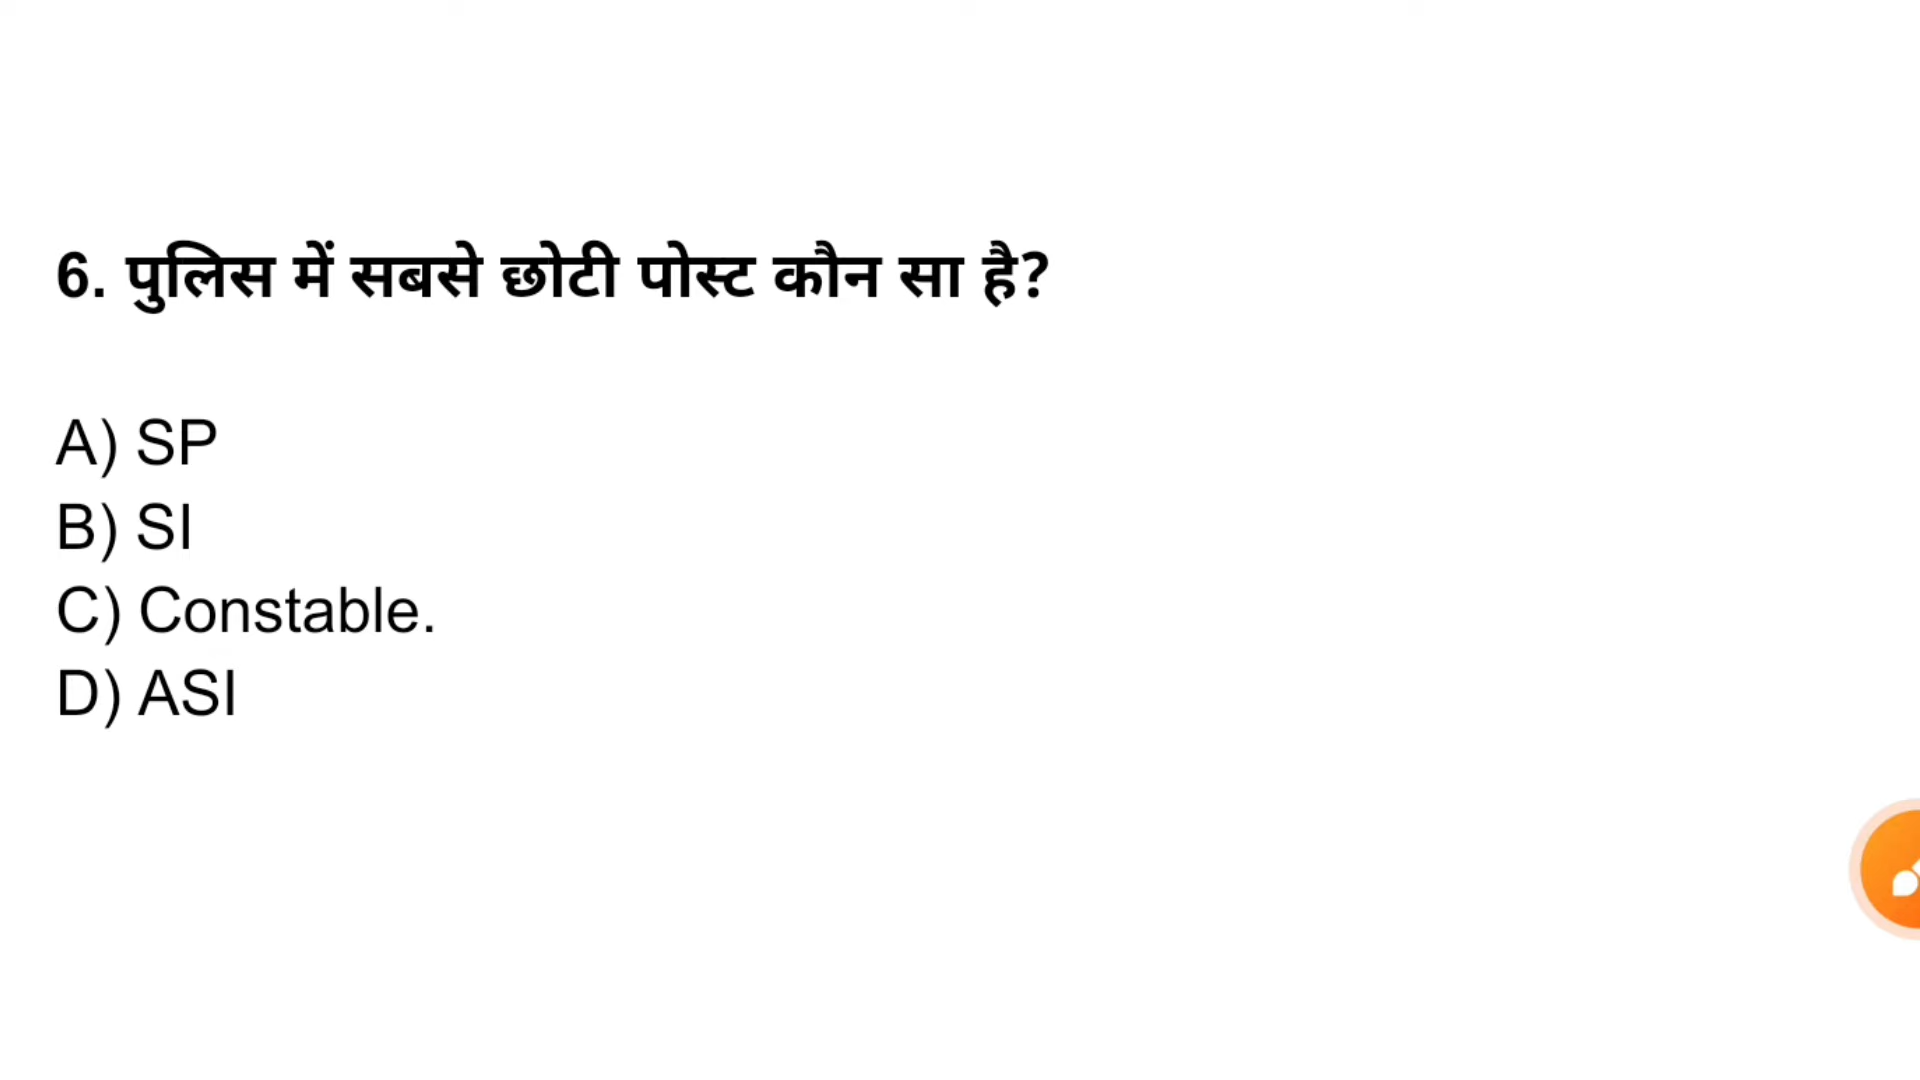 6. पुलिस में सबसे छोटी पोस्ट कौन सा है?
A) SP
B) SI
C) Constable.
D) ASI